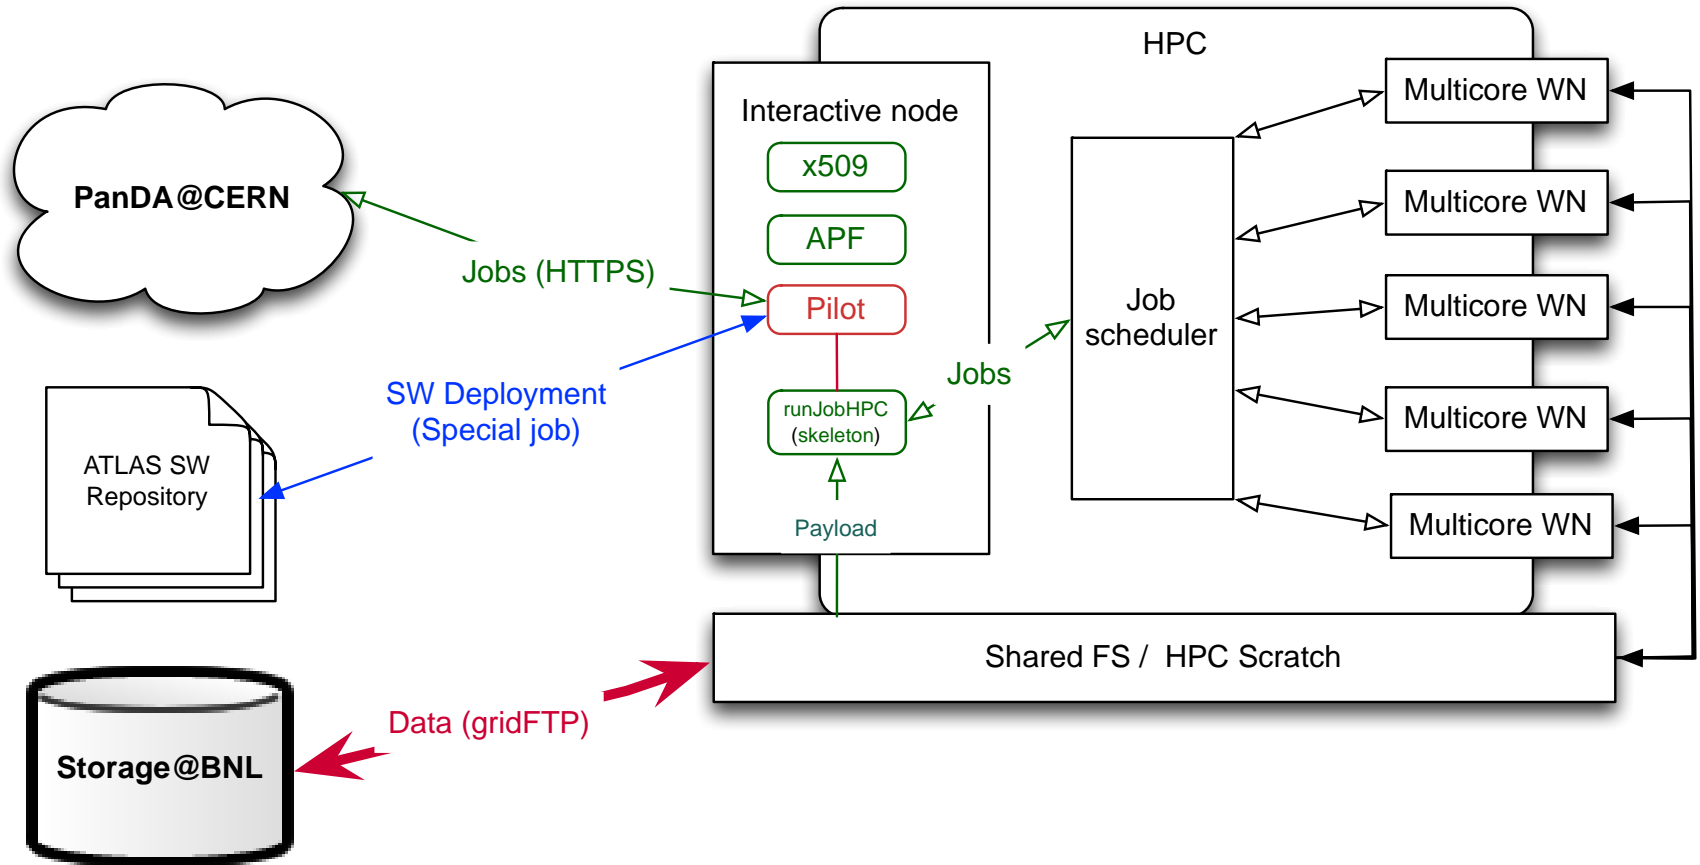 HPC
Interactive node
x509
APF
Pilot
runJobHPC
(skeleton)
Payload
PanDA@CERN
Jobs (HTTPS)
SW Deployment
(Special job)
ATLAS SW
Repository
Storage@BNL
Data (gridFTP)
Jobs
Job
scheduler
Multicore WN
Multicore WN
Multicore WN
Multicore WN
Multicore WN
Shared FS / HPC Scratch